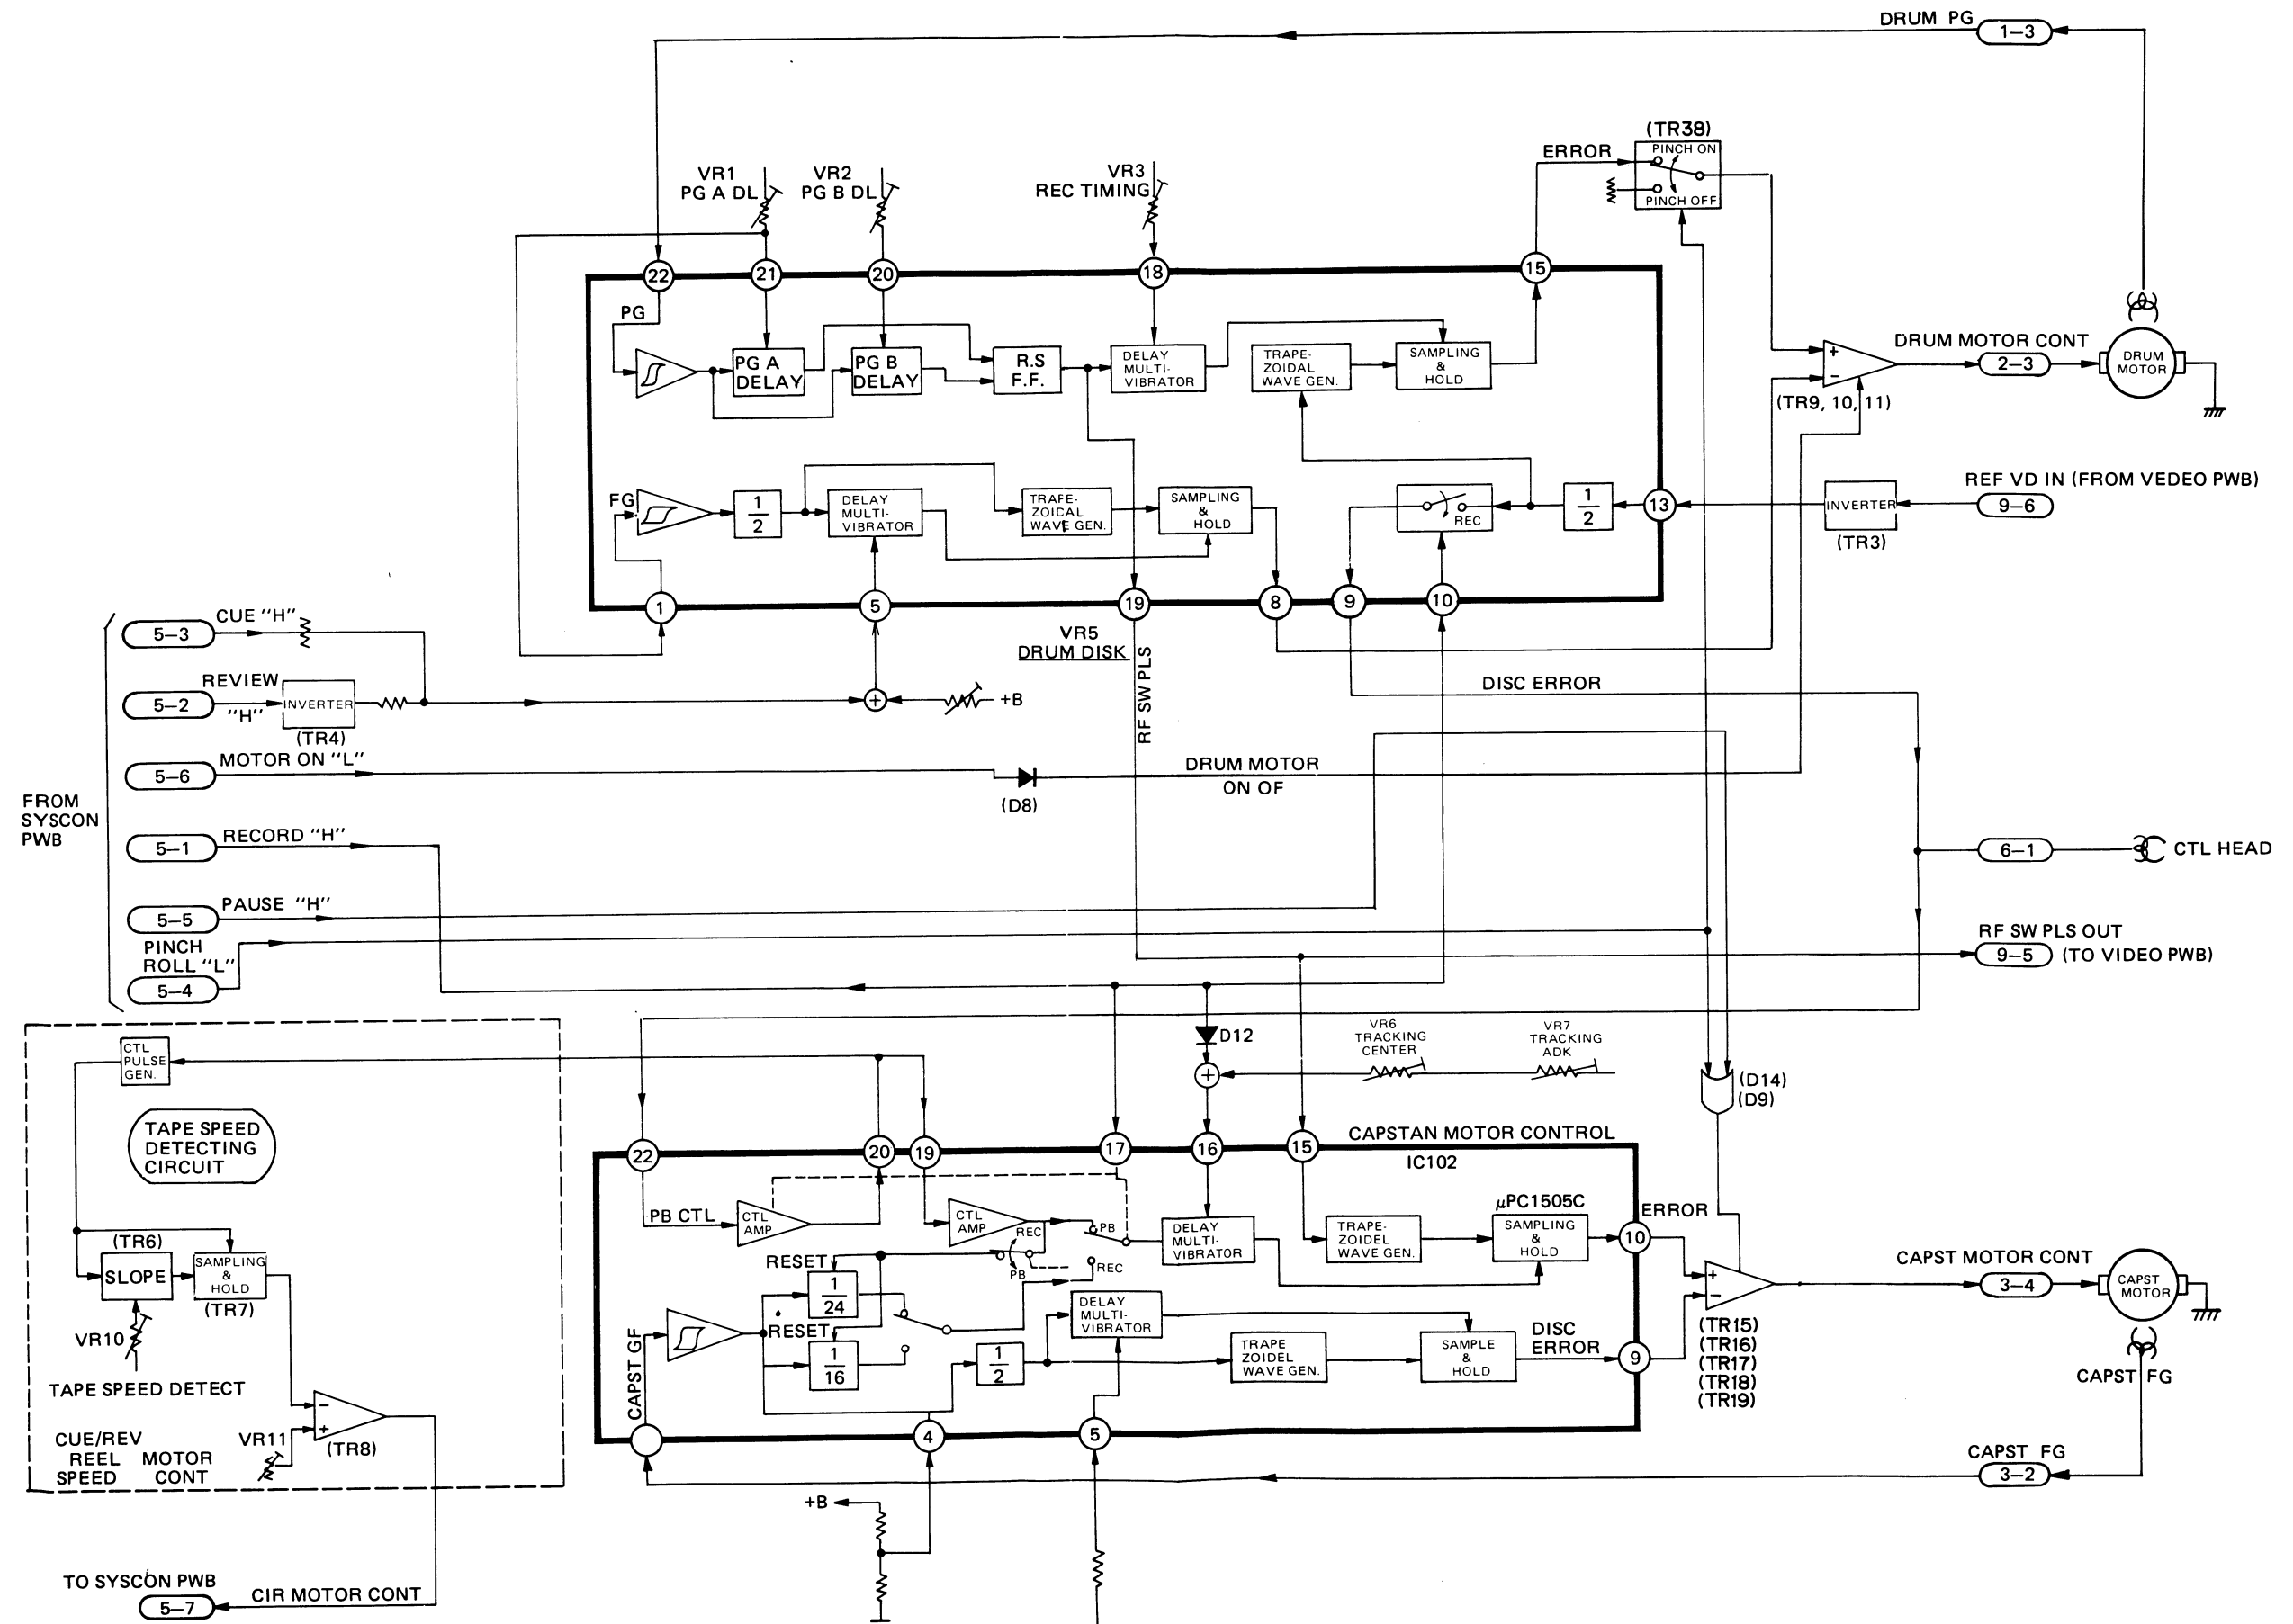 DRUM PG
1-3
(TR38)
PINCH ON
ERROR
PINCH OFF
VR1
PG A DL
VR2
PG B DL
VR3
REC TIMING
22
21
20
18
15
PG
PG A
DELAY
PG B
DELAY
R.S
F.F.
DELAY
MULTI-
VIBRATOR
TRAPE-
ZOIDAL
WAVE GEN.
SAMPLING
&
HOLD
+
-
(TR9, 10, 11)
DRUM MOTOR CONT
2-3
DRUM
MOTOR
FG
1
2
DELAY
MULTI-
VIBRATOR
TRAFE-
ZOIDAL
WAVE GEN.
SAMPLING
&
HOLD
REC
1
2
13
INVERTER
(TR3)
REF VD IN (FROM VEDEO PWB)
9-6
1
5
19
8
9
10
VR5
DRUM DISK
RF SW PLS
FROM
SYSCON
PWB
5-3
CUE "H"
5-2
REVIEW
"H"
INVERTER
(TR4)
+
+B
DISC ERROR
5-6
MOTOR ON "L"
(D8)
DRUM MOTOR
ON OF
5-1
RECORD "H"
6-1
CTL HEAD
5-5
PAUSE "H"
PINCH
ROLL "L"
5-4
RF SW PLS OUT
9-5
(TO VIDEO PWB)
D12
+
VR6
TRACKING
CENTER
VR7
TRACKING
ADK
(D14)
(D9)
CTL
PULSE
GEN.
TAPE SPEED
DETECTING
CIRCUIT
(TR6)
SLOPE
SAMPLING
&
HOLD
(TR7)
VR10
TAPE SPEED DETECT
CUE/REV
REEL MOTOR
SPEED CONT
VR11
-
+
(TR8)
TO SYSCON PWB
5-7
CIR MOTOR CONT
22
20
19
17
16
15
CAPSTAN MOTOR CONTROL
IC102
μPC1505C
PB CTL
CTL
AMP
CTL
AMP
REC
PB
PB
REC
DELAY
MULTI-
VIBRATOR
TRAPE-
ZOIDEL
WAVE GEN.
SAMPLING
&
HOLD
10
ERROR
RESET
1
24
RESET
1
16
CAPST GF
1
2
DELAY
MULTI-
VIBRATOR
TRAPE
ZOIDEL
WAVE GEN.
SAMPLE
&
HOLD
DISC
ERROR
9
4
5
+B
+
-
(TR15)
(TR16)
(TR17)
(TR18)
(TR19)
CAPST MOTOR CONT
3-4
CAPST
MOTOR
CAPST FG
CAPST FG
3-2